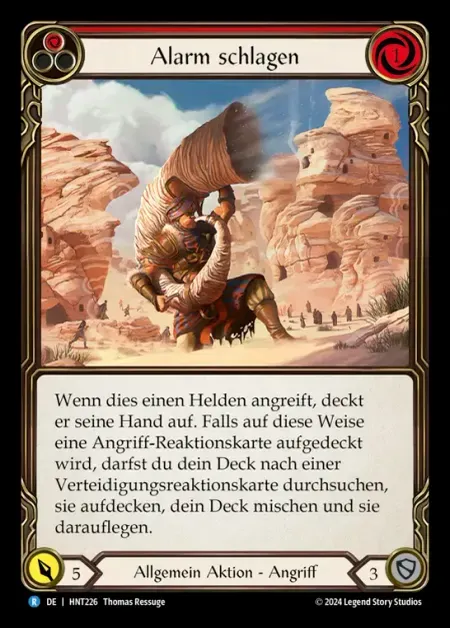 Alarm schlagen
1
Wenn dies einen Helden angreift, deckt
er seine Hand auf. Falls auf diese Weise
eine Angriff-Reaktionskarte aufgedeckt
wird, darfst du dein Deck nach einer
Verteidigungsreaktionskarte durchsuchen,
sie aufdecken, dein Deck mischen und sie
darauflegen.
5
Allgemein Aktion - Angriff
3
R DE | HNT226 Thomas Ressuge
© 2024 Legend Story Studios